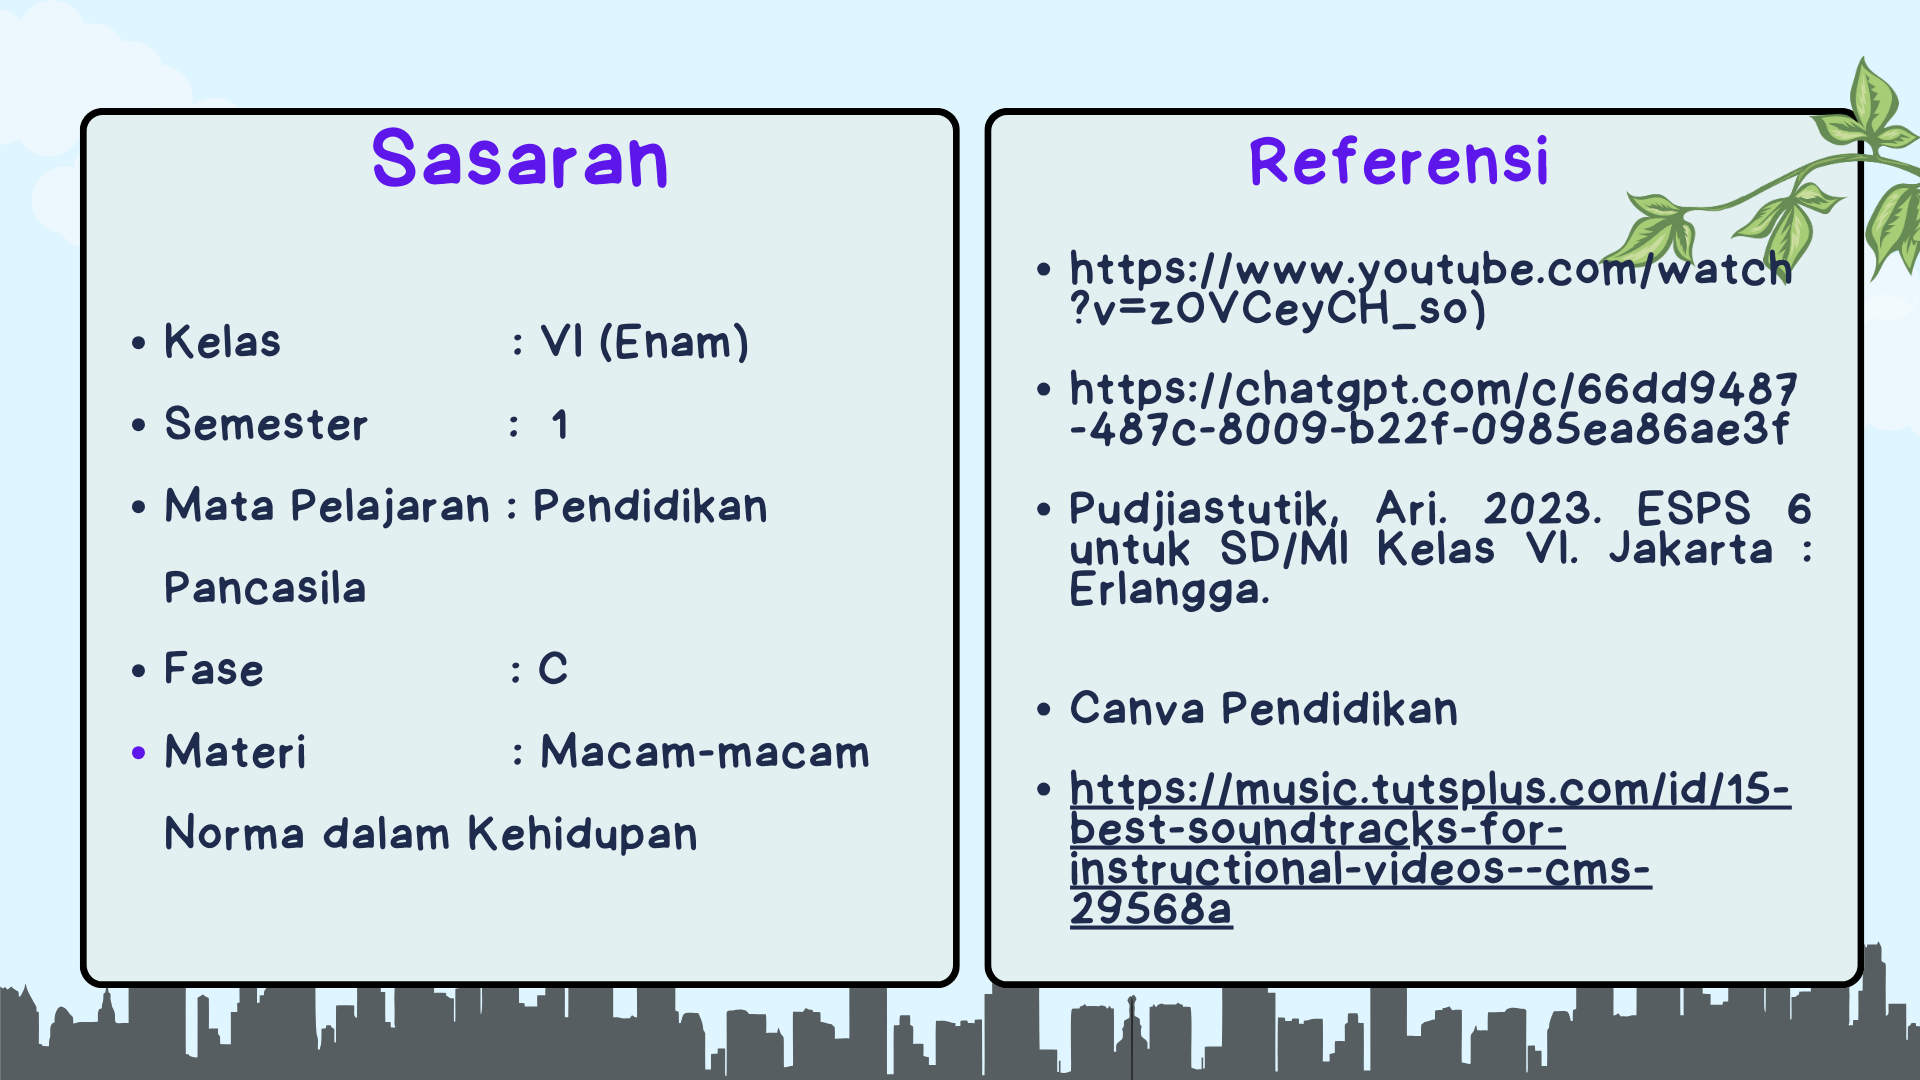 Sasaran
• Kelas : VI (Enam)
• Semester : 1
• Mata Pelajaran : Pendidikan
Pancasila
• Fase : C
• Materi : Macam-macam
Norma dalam Kehidupan
Referensi
• https://www.youtube.com/watch
?v=zOVCeyCH_so)
• https://chatgpt.com/c/66dd9487
-487c-8009-b22f-0985ea86ae3f
• Pudjiastutik, Ari. 2023. ESPS 6
untuk SD/MI Kelas VI. Jakarta :
Erlangga.
• Canva Pendidikan
• https://music.tutsplus.com/id/15-
best-soundtracks-for-
instructional-videos--cms-
29568a